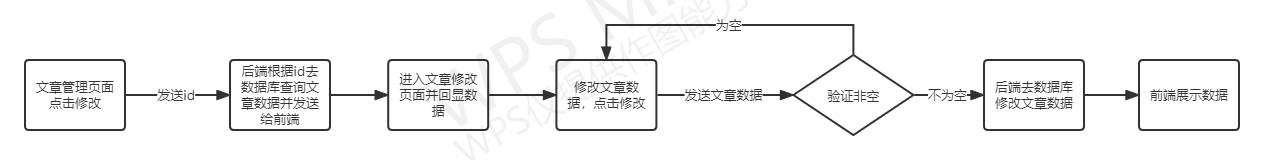 为空
文章管理页面
点击修改
发送id
后端根据id去
数据库查询文
章数据并发送
给前端
进入文章修改
页面并回显数
据
修改文章数
据，点击修改
发送文章数据
验证非空
不为空
后端去数据库
修改文章数据
前端展示数据